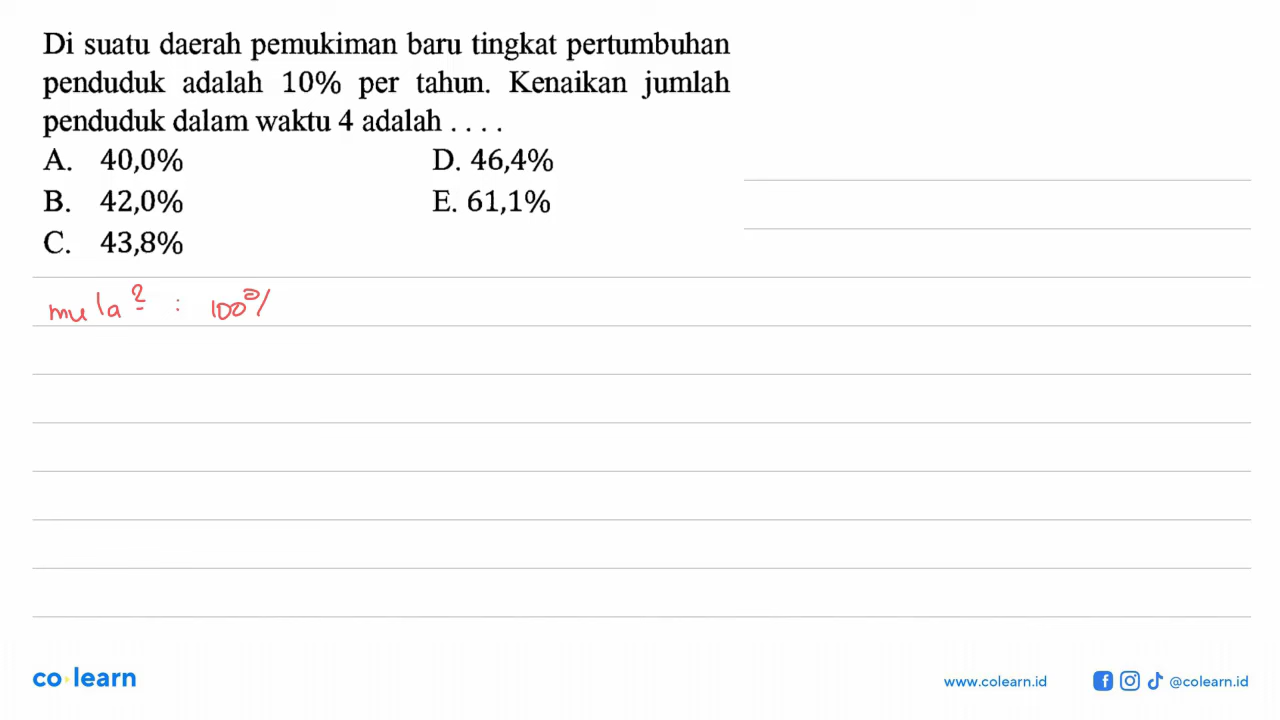 Di suatu daerah pemukiman baru tingkat pertumbuhan
penduduk adalah 10% per tahun. Kenaikan jumlah
penduduk dalam waktu 4 adalah . . . .
A. 40,0%
D. 46,4%
B. 42,0%
E. 61,1%
C. 43,8%
mula2 : 100%
co learn
www.colearn.id
@colearn.id